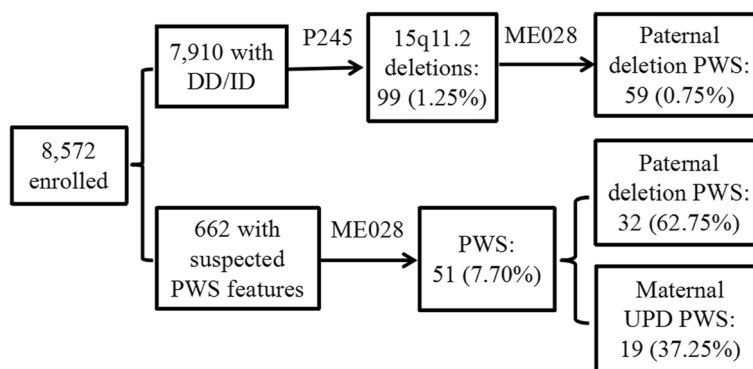 8,572
enrolled
7,910 with
DD/ID
P245
15q11.2
deletions:
99 (1.25%)
ME028
Paternal
deletion PWS:
59 (0.75%)
662 with
suspected
PWS features
ME028
PWS:
51 (7.70%)
Paternal
deletion PWS:
32 (62.75%)
Maternal
UPD PWS:
19 (37.25%)